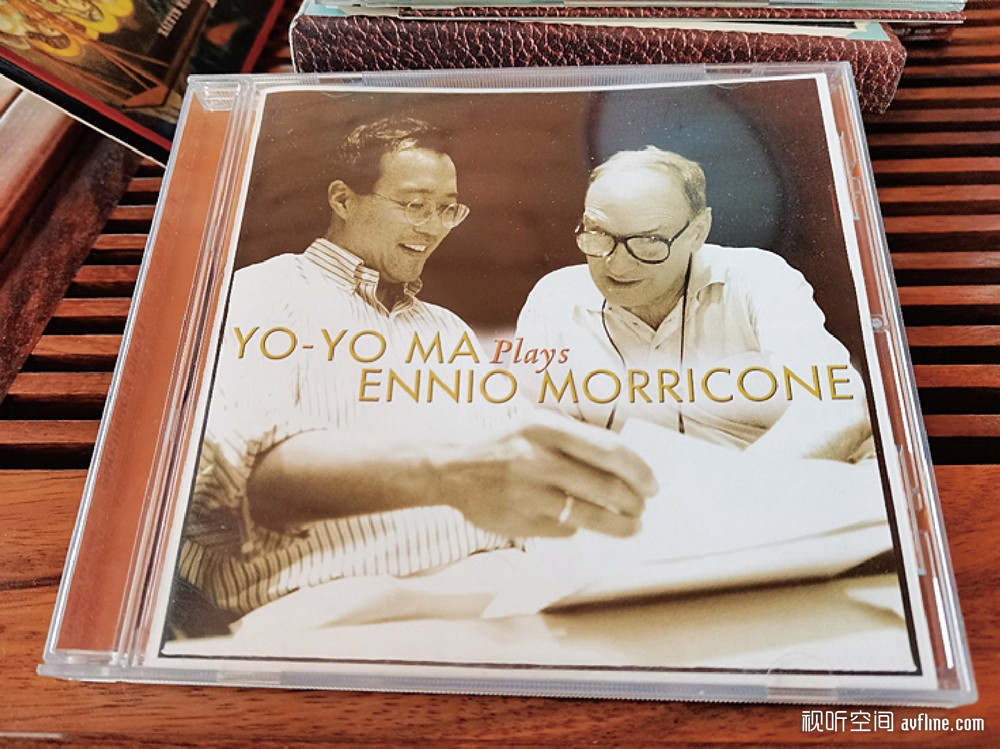 YO-YO MA Plays
ENNIO MORRICONE
视听空间 avfline.com